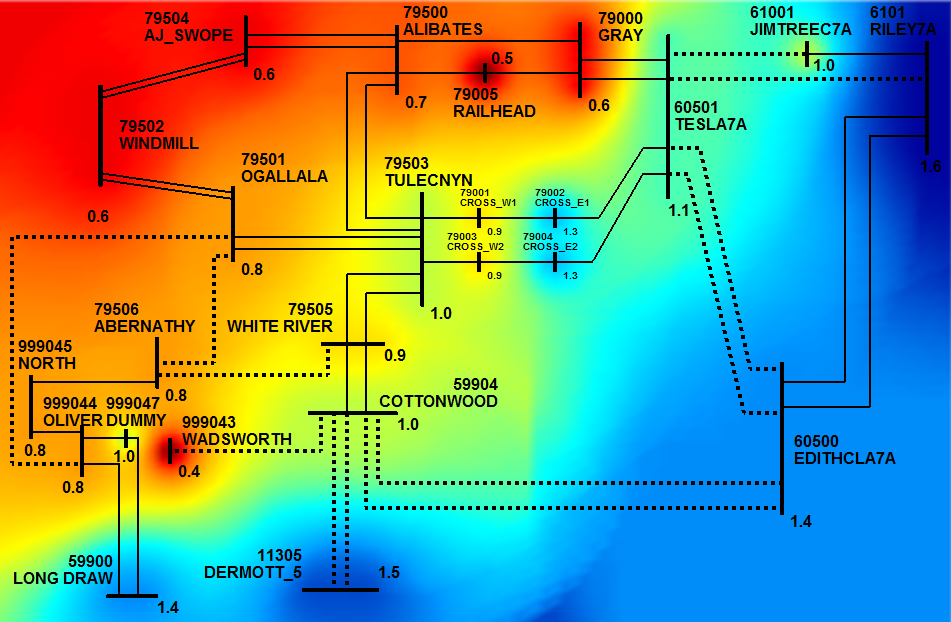 79504
AJ_SWOPE
0.6
79500
ALIBATES
0.7
79000
GRAY
0.6
61001
JIMTREEC7A
1.0
6101
RILEY7A
1.6
0.5
79005
RAILHEAD
60501
TESLA7A
1.1
79502
WINDMILL
0.6
79501
OGALLALA
0.8
79503
TULECNYN
1.0
79001
CROSS_W1
0.9
79002
CROSS_E1
1.3
79003
CROSS_W2
0.9
79004
CROSS_E2
1.3
79506
ABERNATHY
0.8
79505
WHITE RIVER
0.9
999045
NORTH
0.8
59904
COTTONWOOD
1.0
999044
OLIVER
0.8
999047
DUMMY
1.0
999043
WADSWORTH
0.4
60500
EDITHCLA7A
1.4
59900
LONG DRAW
1.4
11305
DERMOTT_5
1.5